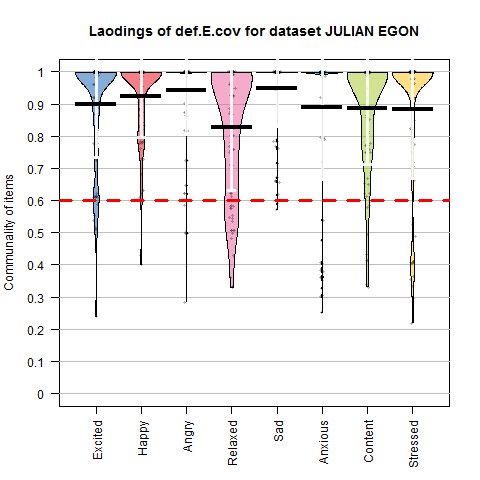 Laodings of def.E.cov for dataset JULIAN EGON
Communality of items
1
0.9
0.8
0.7
0.6
0.5
0.4
0.3
0.2
0.1
0
Excited
Happy
Angry
Relaxed
Sad
Anxious
Content
Stressed